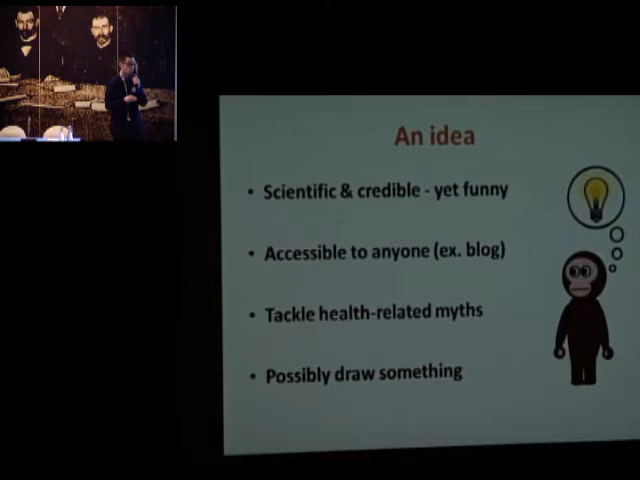 An idea
• Scientific & credible - yet funny
• Accessible to anyone (ex. blog)
• Tackle health-related myths
• Possibly draw something